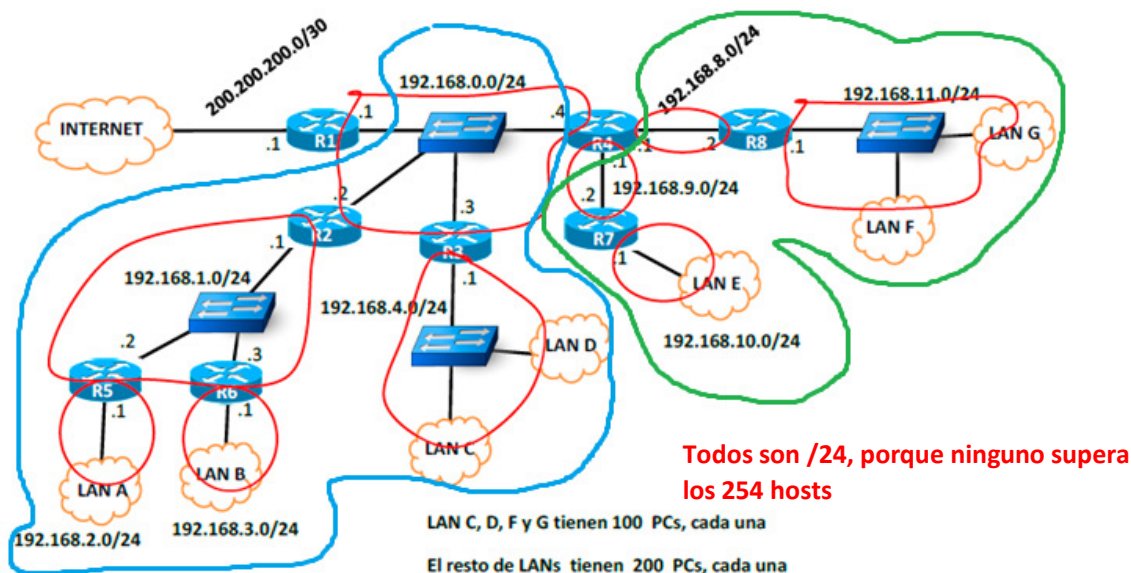 200.200.200.0/30
192.168.0.0/24
192.168.8.0/24
192.168.11.0/24
INTERNET
.1
R1
.1
.4
R4
.1
.2
R8
.1
LAN G
.1
.2
192.168.9.0/24
LAN F
.2
R2
.3
R3
R7
.1
LAN E
.1
192.168.1.0/24
.1
192.168.4.0/24
192.168.10.0/24
LAN D
.2
R5
.3
R6
.1
.1
LAN C
LAN A
LAN B
192.168.2.0/24
192.168.3.0/24
Todos son /24, porque ninguno supera
los 254 hosts
LAN C, D, F y G tienen 100 PCs, cada una
El resto de LANs tienen 200 PCs, cada una